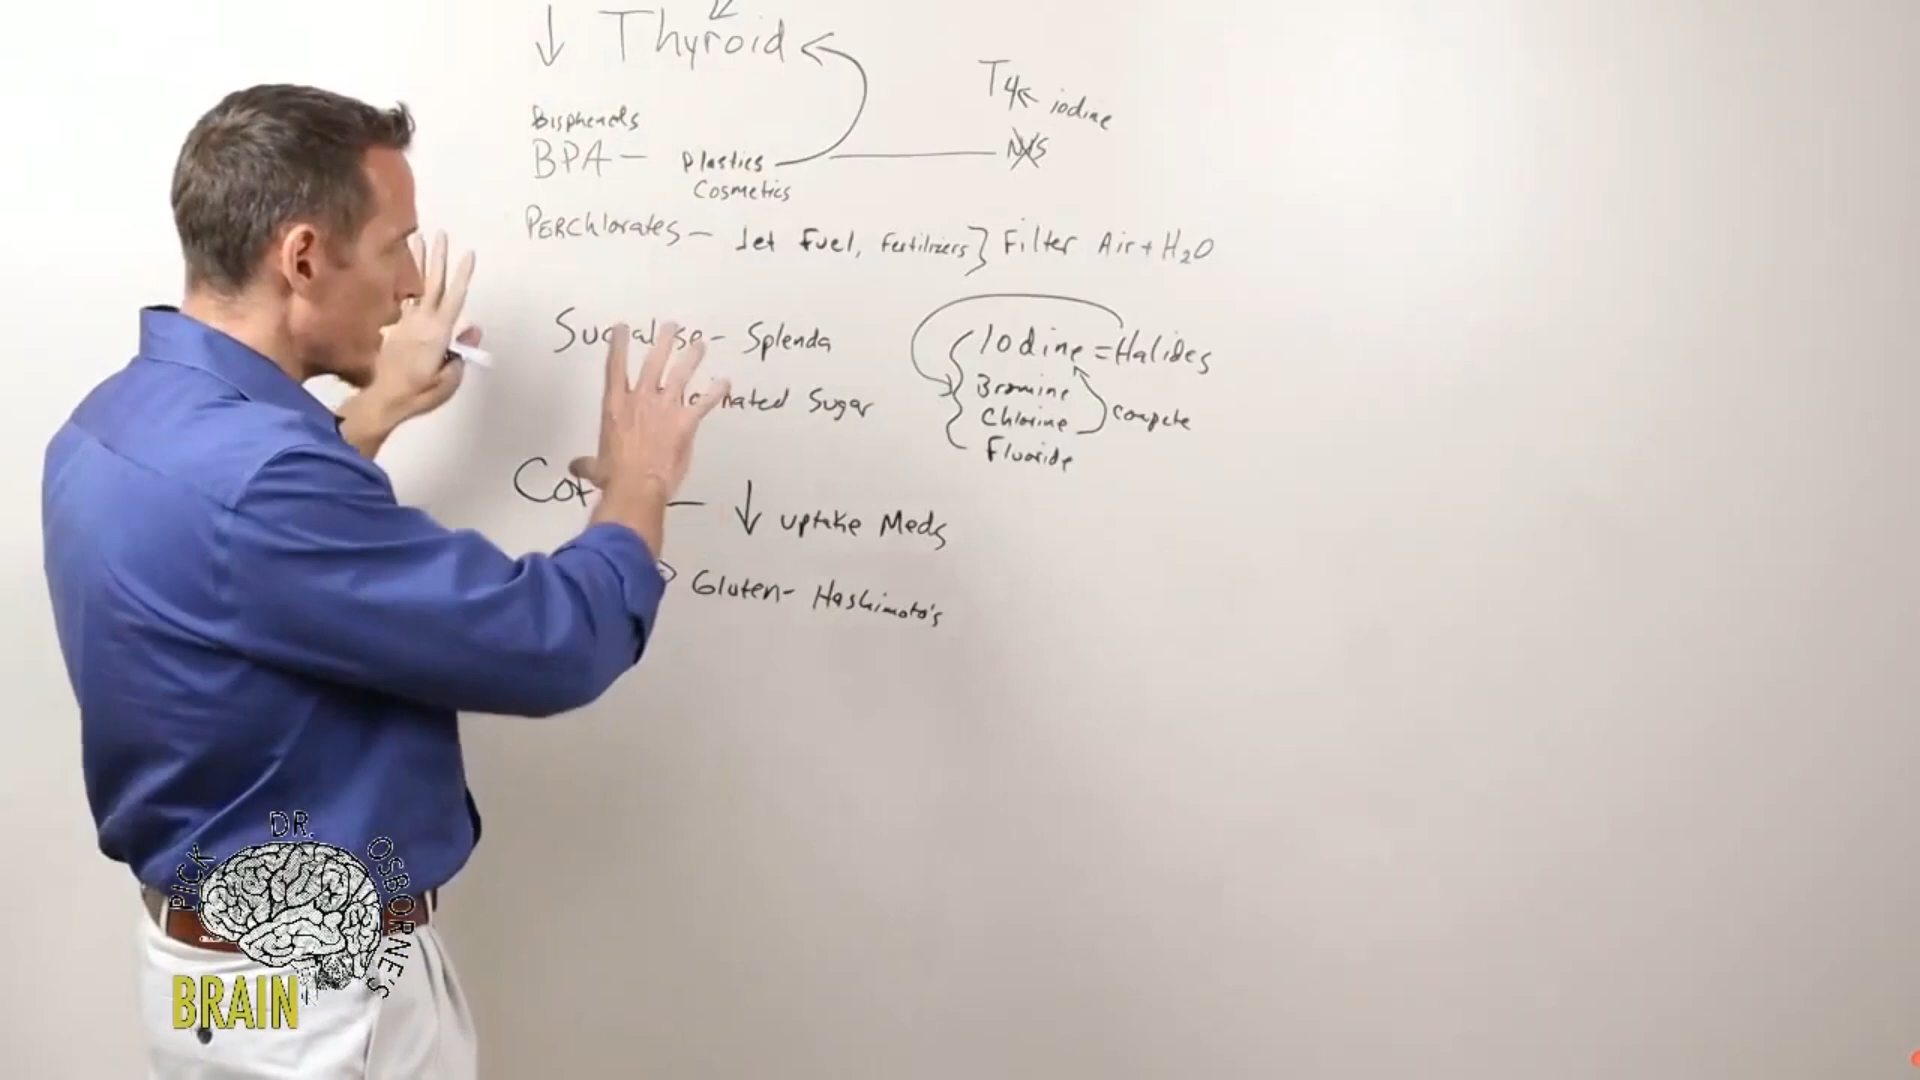 ↓ Thyroid
T4 ← iodine
Bisphenols
BPA — Plastics
NIS
Cosmetics
PERChlorates — Jet Fuel, Fertilizers } Filter Air + H₂O
Splenda
Iodine = Halides
Bromine
Chlorine
compete
Fluoride
Sugar
↓ uptake Meds
Gluten - Hashimoto's
PICK DR. OSBORNE'S
BRAIN